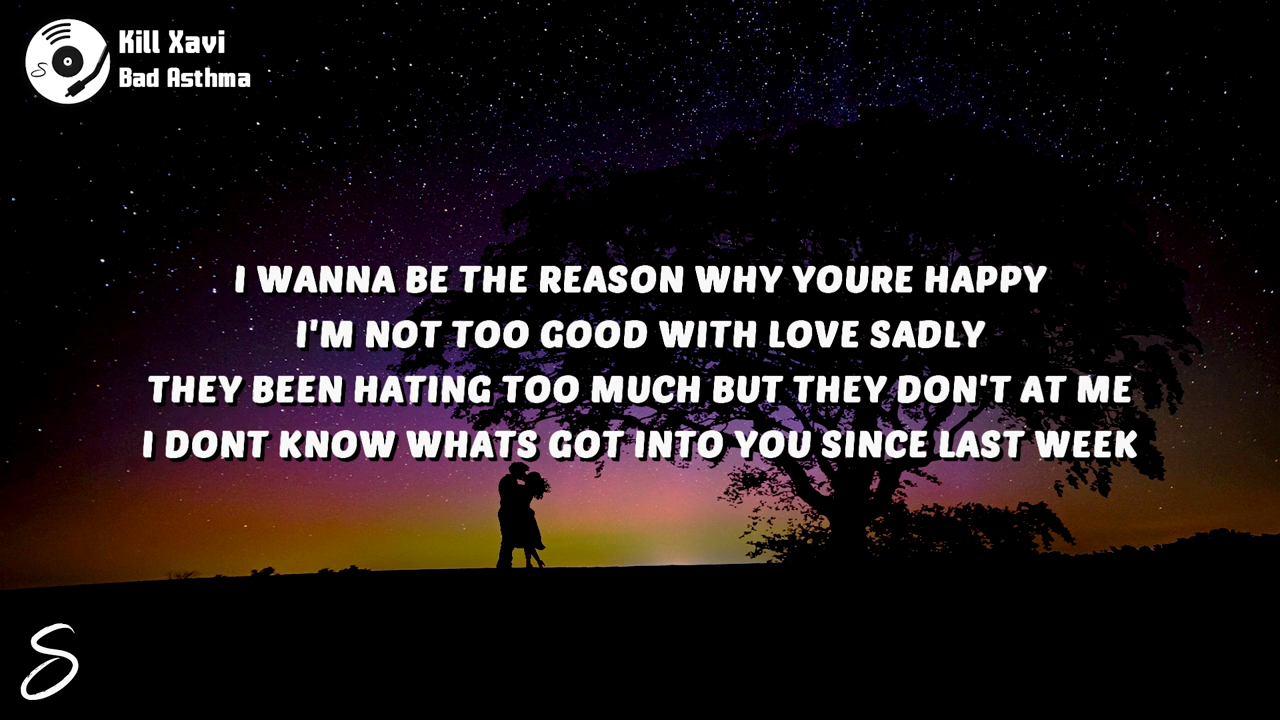 Kill Xavi
Bad Asthma
I WANNA BE THE REASON WHY YOURE HAPPY
I'M NOT TOO GOOD WITH LOVE SADLY
THEY BEEN HATING TOO MUCH BUT THEY DON'T AT ME
I DONT KNOW WHATS GOT INTO YOU SINCE LAST WEEK
S